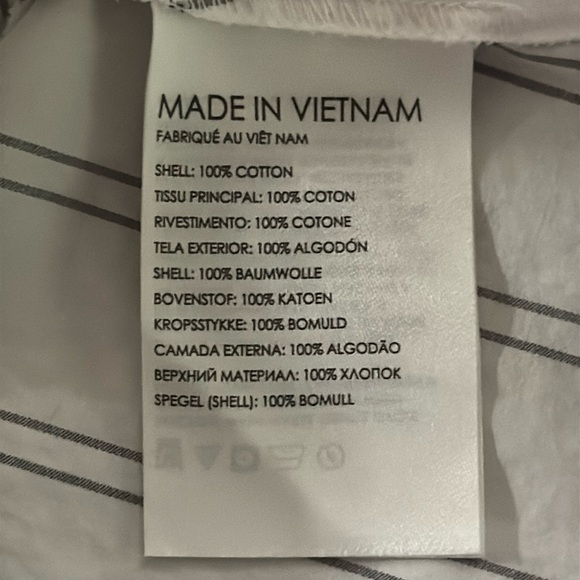 MADE IN VIETNAM
FABRIQUÉ AU VIÊT NAM
SHELL: 100% COTTON
TISSU PRINCIPAL: 100% COTON
RIVESTIMENTO: 100% COTONE
TELA EXTERIOR: 100% ALGODÓN
SHELL: 100% BAUMWOLLE
BOVENSTOF: 100% KATOEN
KROPSSTYKKE: 100% BOMULD
CAMADA EXTERNA: 100% ALGODÃO
ВЕРХНИЙ МАТЕРИАЛ: 100% ХЛОПОК
SPEGEL (SHELL): 100% BOMULL